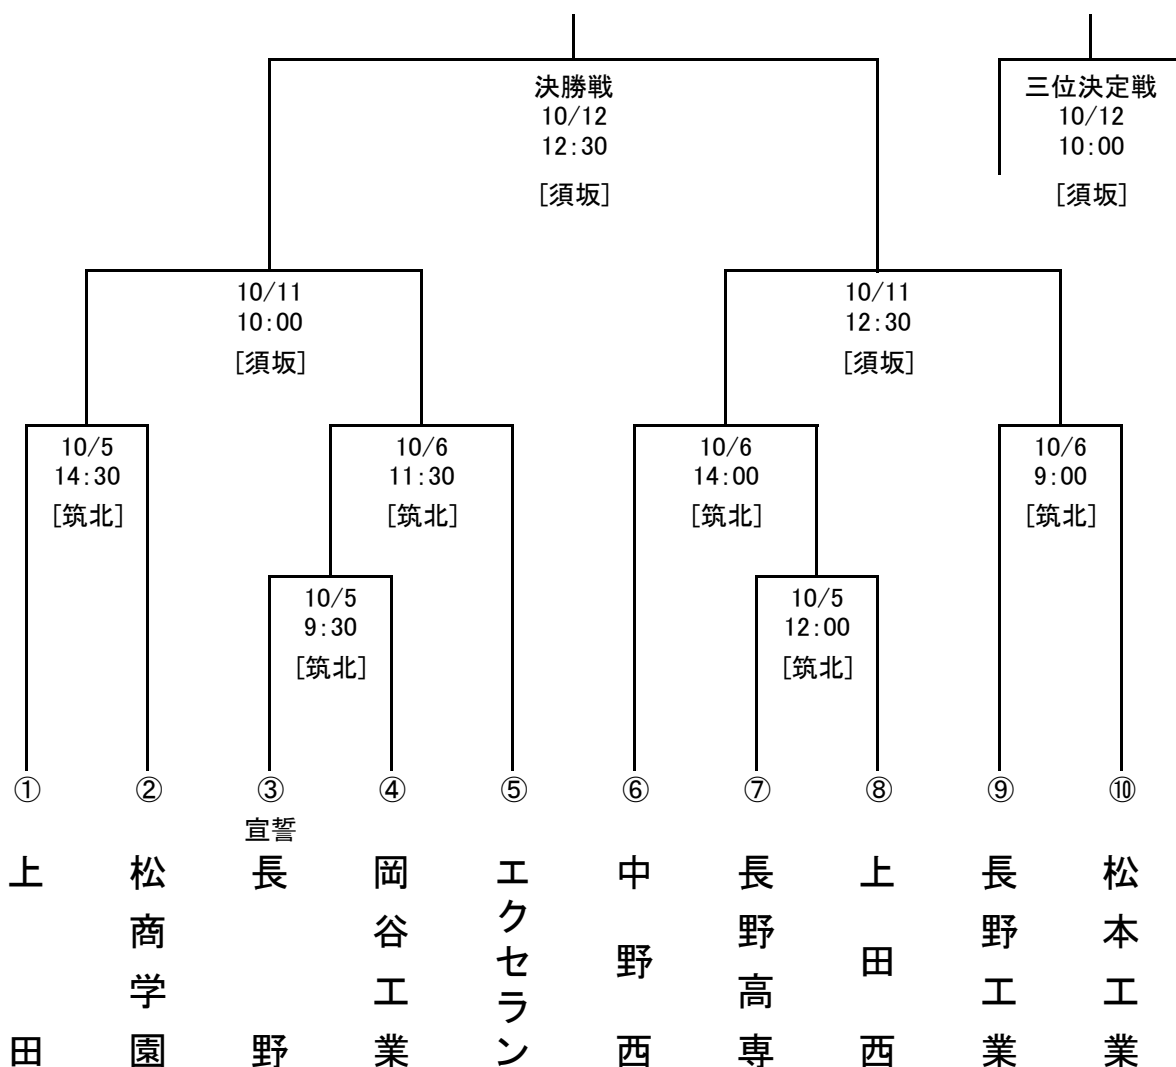 決勝戦
10/12
12:30
[須坂]
三位決定戦
10/12
10:00
[須坂]
10/11
10:00
[須坂]
10/11
12:30
[須坂]
10/5
14:30
[筑北]
10/6
11:30
[筑北]
10/6
14:00
[筑北]
10/6
9:00
[筑北]
10/5
9:30
[筑北]
10/5
12:00
[筑北]
① ② ③ ④ ⑤ ⑥ ⑦ ⑧ ⑨ ⑩
宣誓
上田
松商学園
長野
岡谷工業
エクセラン
中野西
長野高専
上田西
長野工業
松本工業